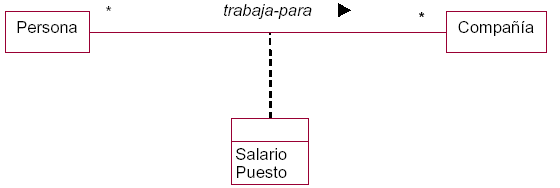 * trabaja-para *
Persona Compañía
Salario
Puesto